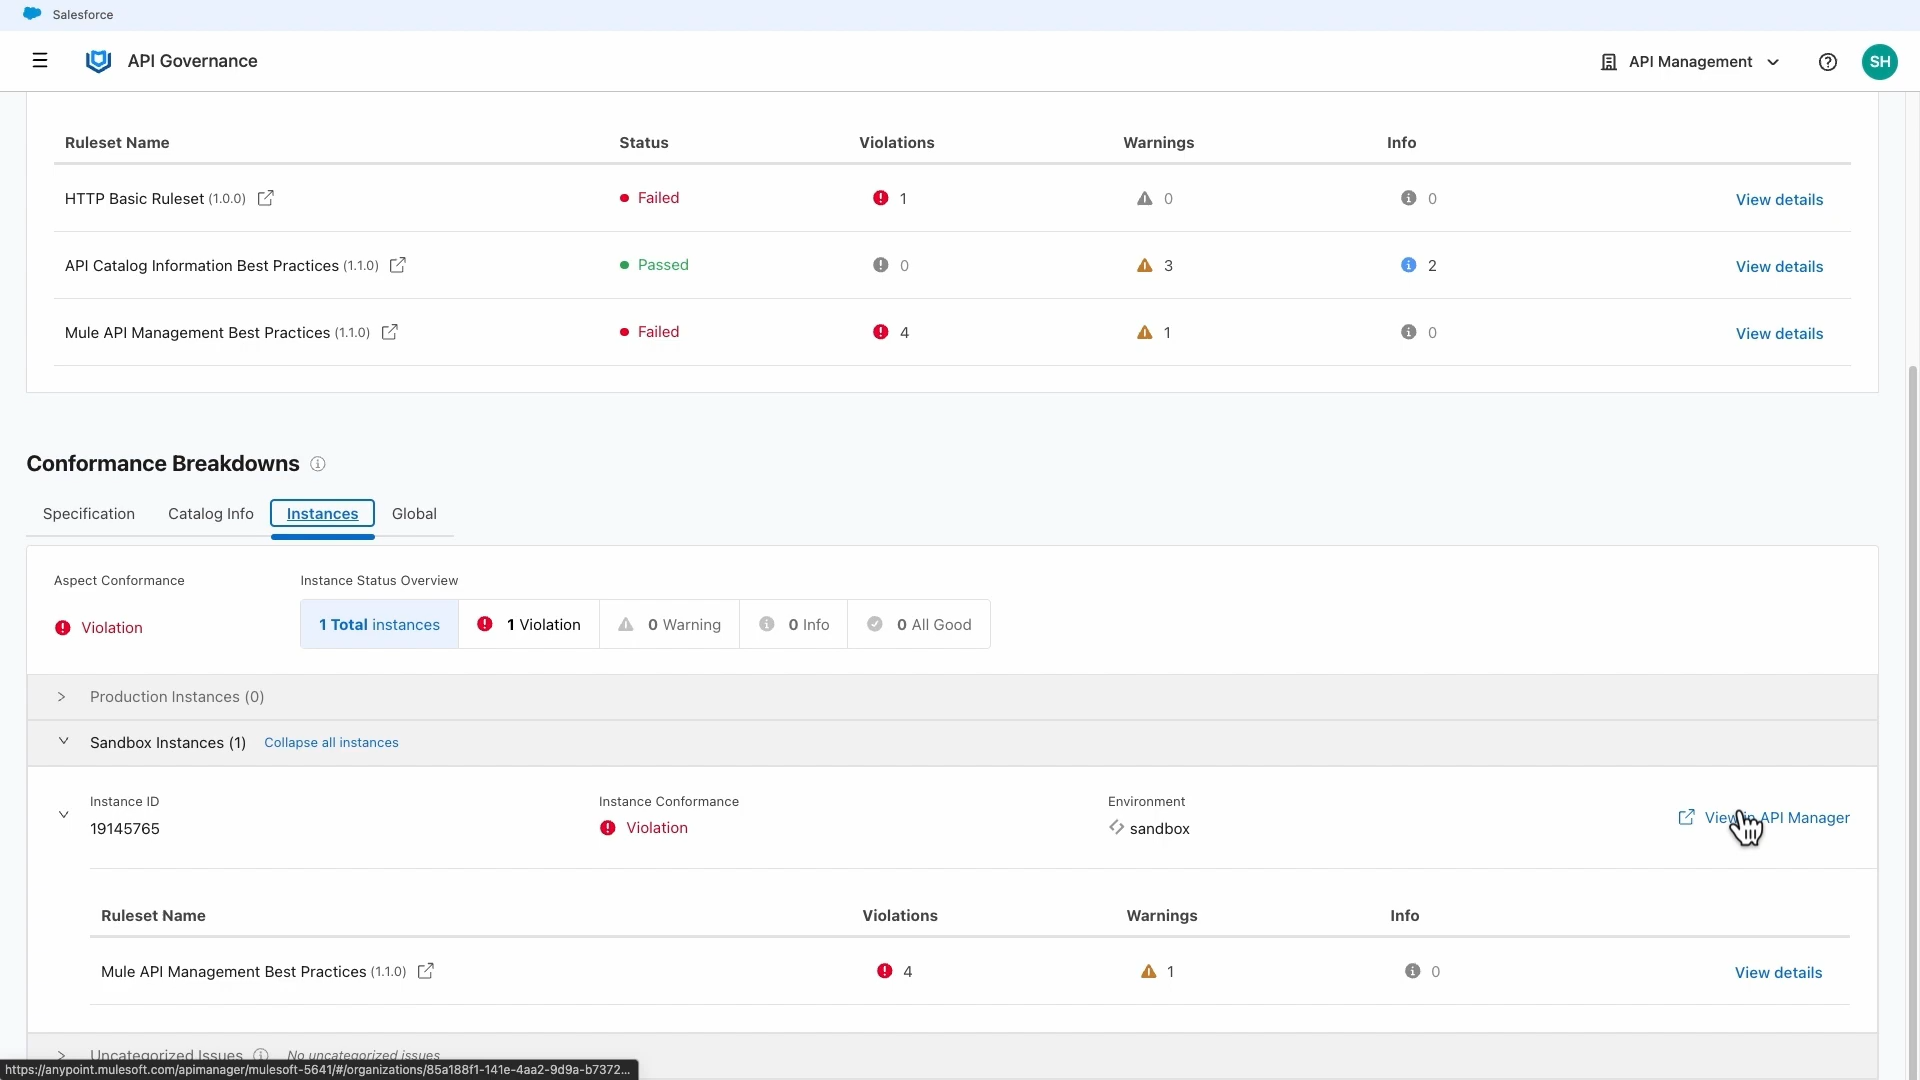 Salesforce
API Governance
API Management
SH
Ruleset Name Status Violations Warnings Info
HTTP Basic Ruleset (1.0.0) Failed 1 0 0 View details
API Catalog Information Best Practices (1.1.0) Passed 0 3 2 View details
Mule API Management Best Practices (1.1.0) Failed 4 1 0 View details
Conformance Breakdowns
Specification Catalog Info Instances Global
Aspect Conformance Instance Status Overview
Violation 1 Total instances 1 Violation 0 Warning 0 Info 0 All Good
Production Instances (0)
Sandbox Instances (1) Collapse all instances
Instance ID Instance Conformance Environment
19145765 Violation sandbox View in API Manager
Ruleset Name Violations Warnings Info
Mule API Management Best Practices (1.1.0) 4 1 0 View details
Uncategorized Issues No uncategorized issues
https://anypoint.mulesoft.com/apimanager/mulesoft-5641/#/organizations/85a188f1-141e-4aa2-9d9a-b7372...